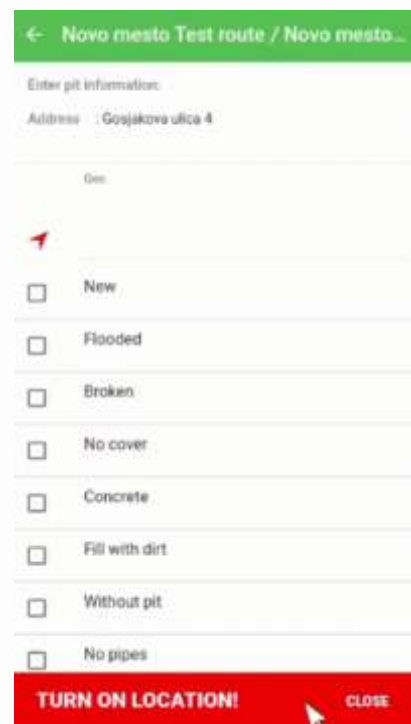 Novo mesto Test route / Novo mesto...
Enter pit information:
Address : Gosjakova ulica 4
Geo
New
Flooded
Broken
No cover
Concrete
Fill with dirt
Without pit
No pipes
TURN ON LOCATION! CLOSE